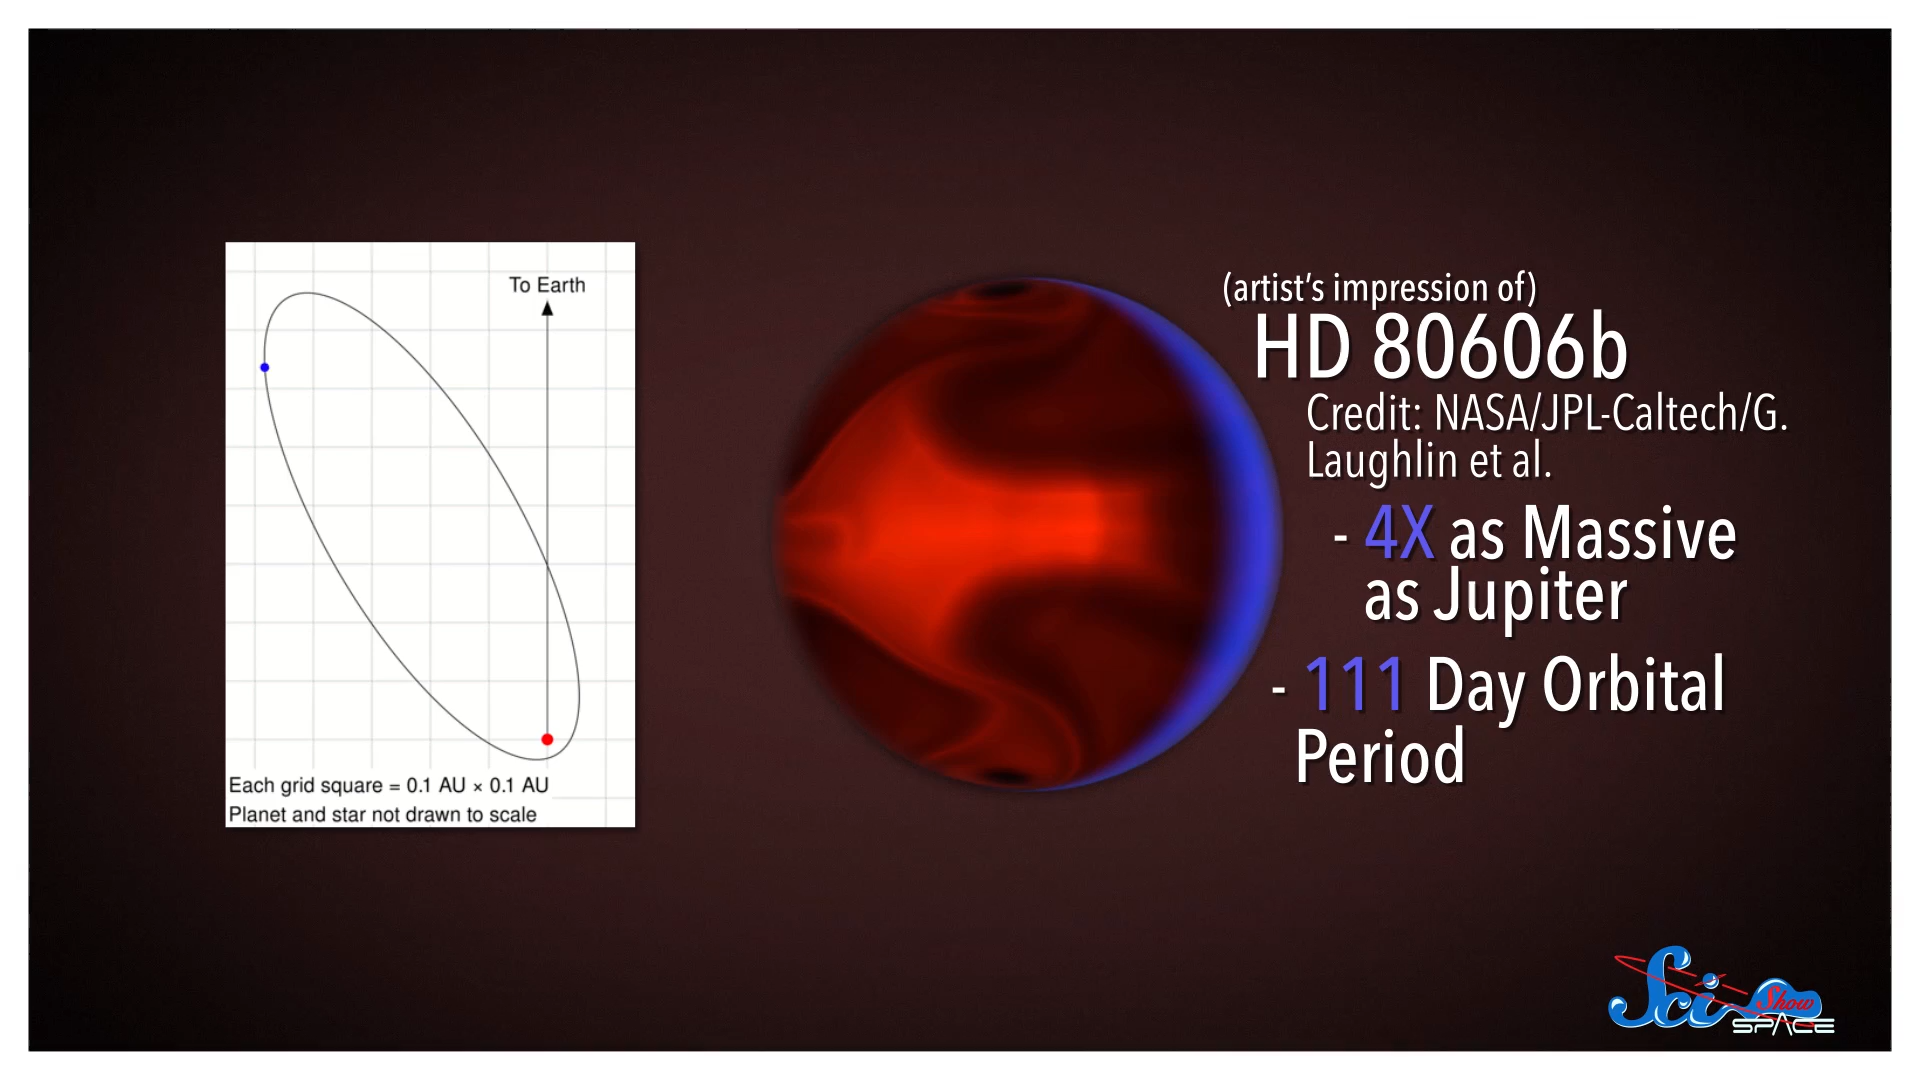 To Earth
Each grid square = 0.1 AU × 0.1 AU
Planet and star not drawn to scale
(artist's impression of)
HD 80606b
Credit: NASA/JPL-Caltech/G.
Laughlin et al.
- 4X as Massive
as Jupiter
- 111 Day Orbital
Period
Sci Show
SPACE